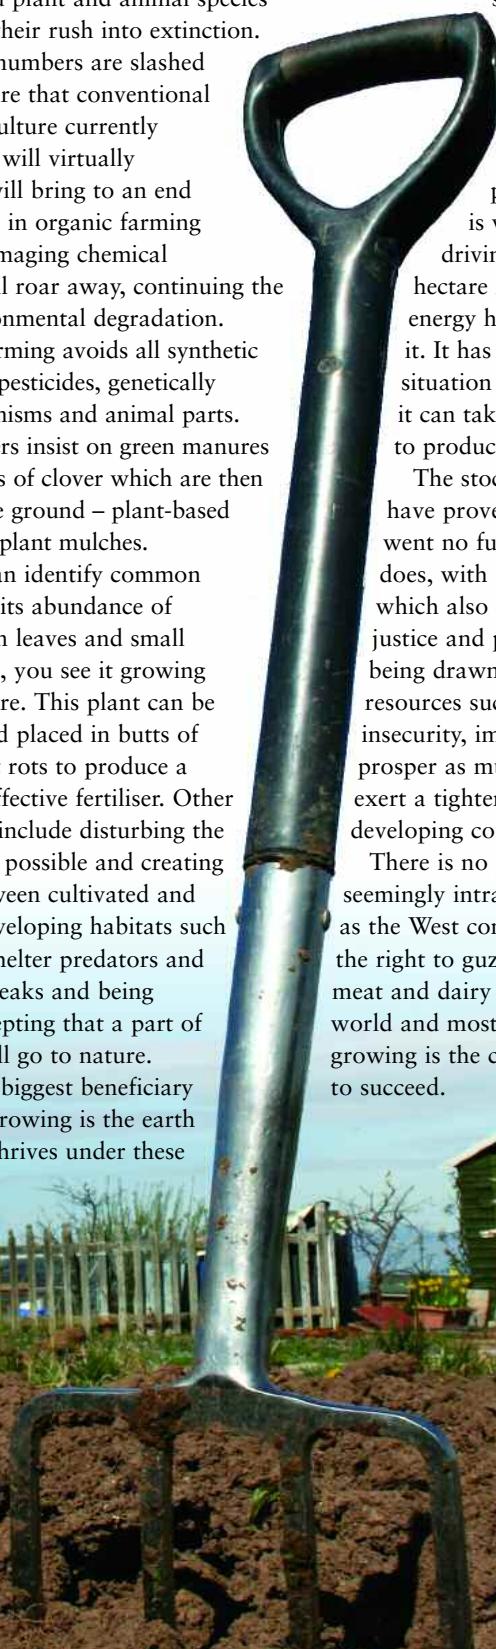 plant and animal species
their rush into extinction.
numbers are slashed
re that conventional
ulture currently
will virtually
will bring to an end
in organic farming
maging chemical
l roar away, continuing the
onmental degradation.
rming avoids all synthetic
pesticides, genetically
nisms and animal parts.
ers insist on green manures
s of clover which are then
e ground – plant-based
plant mulches.
an identify common
its abundance of
n leaves and small
, you see it growing
re. This plant can be
d placed in butts of
rots to produce a
ffective fertiliser. Other
include disturbing the
possible and creating
ween cultivated and
veloping habitats such
helter predators and
eaks and being
epting that a part of
ll go to nature.
biggest beneficiary
rowing is the earth
hrives under these
p
is v
drivin
hectare
energy h
it. It has
situation
it can tak
to produc
The stoc
have prove
went no fu
does, with
which also
justice and p
being drawn
resources suc
insecurity, im
prosper as mu
exert a tighter
developing co
There is no
seemingly intra
as the West con
the right to guz
meat and dairy
world and most
growing is the c
to succeed.